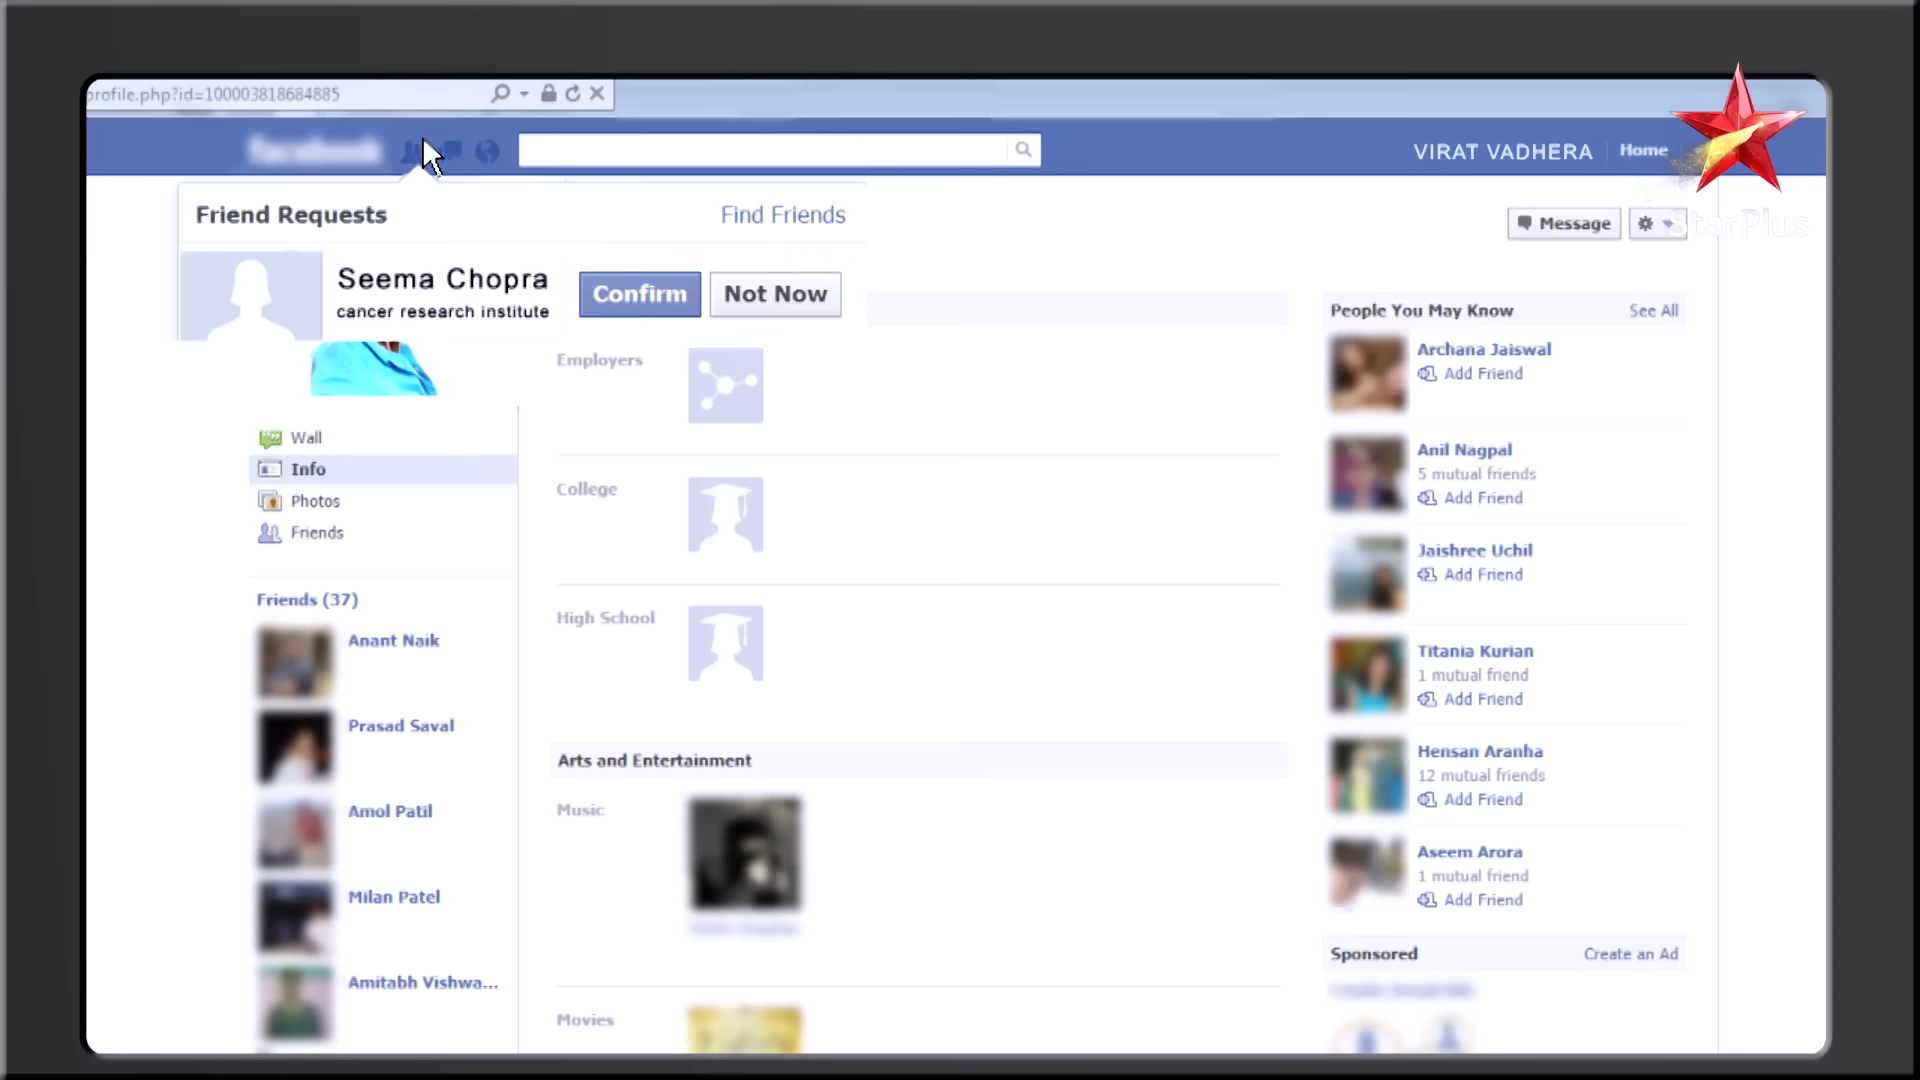 profile.php?id=100003818684885
facebook
VIRAT VADHERA
Home
StarPlus
Friend Requests
Find Friends
Message
Seema Chopra
cancer research institute
Confirm
Not Now
Employers
College
High School
Wall
Info
Photos
Friends
Friends (37)
Anant Naik
Prasad Saval
Amol Patil
Milan Patel
Amitabh Vishwa...
Arts and Entertainment
Music
Movies
People You May Know
See All
Archana Jaiswal
Add Friend
Anil Nagpal
5 mutual friends
Add Friend
Jaishree Uchil
Add Friend
Titania Kurian
1 mutual friend
Add Friend
Hensan Aranha
12 mutual friends
Add Friend
Aseem Arora
1 mutual friend
Add Friend
Sponsored
Create an Ad